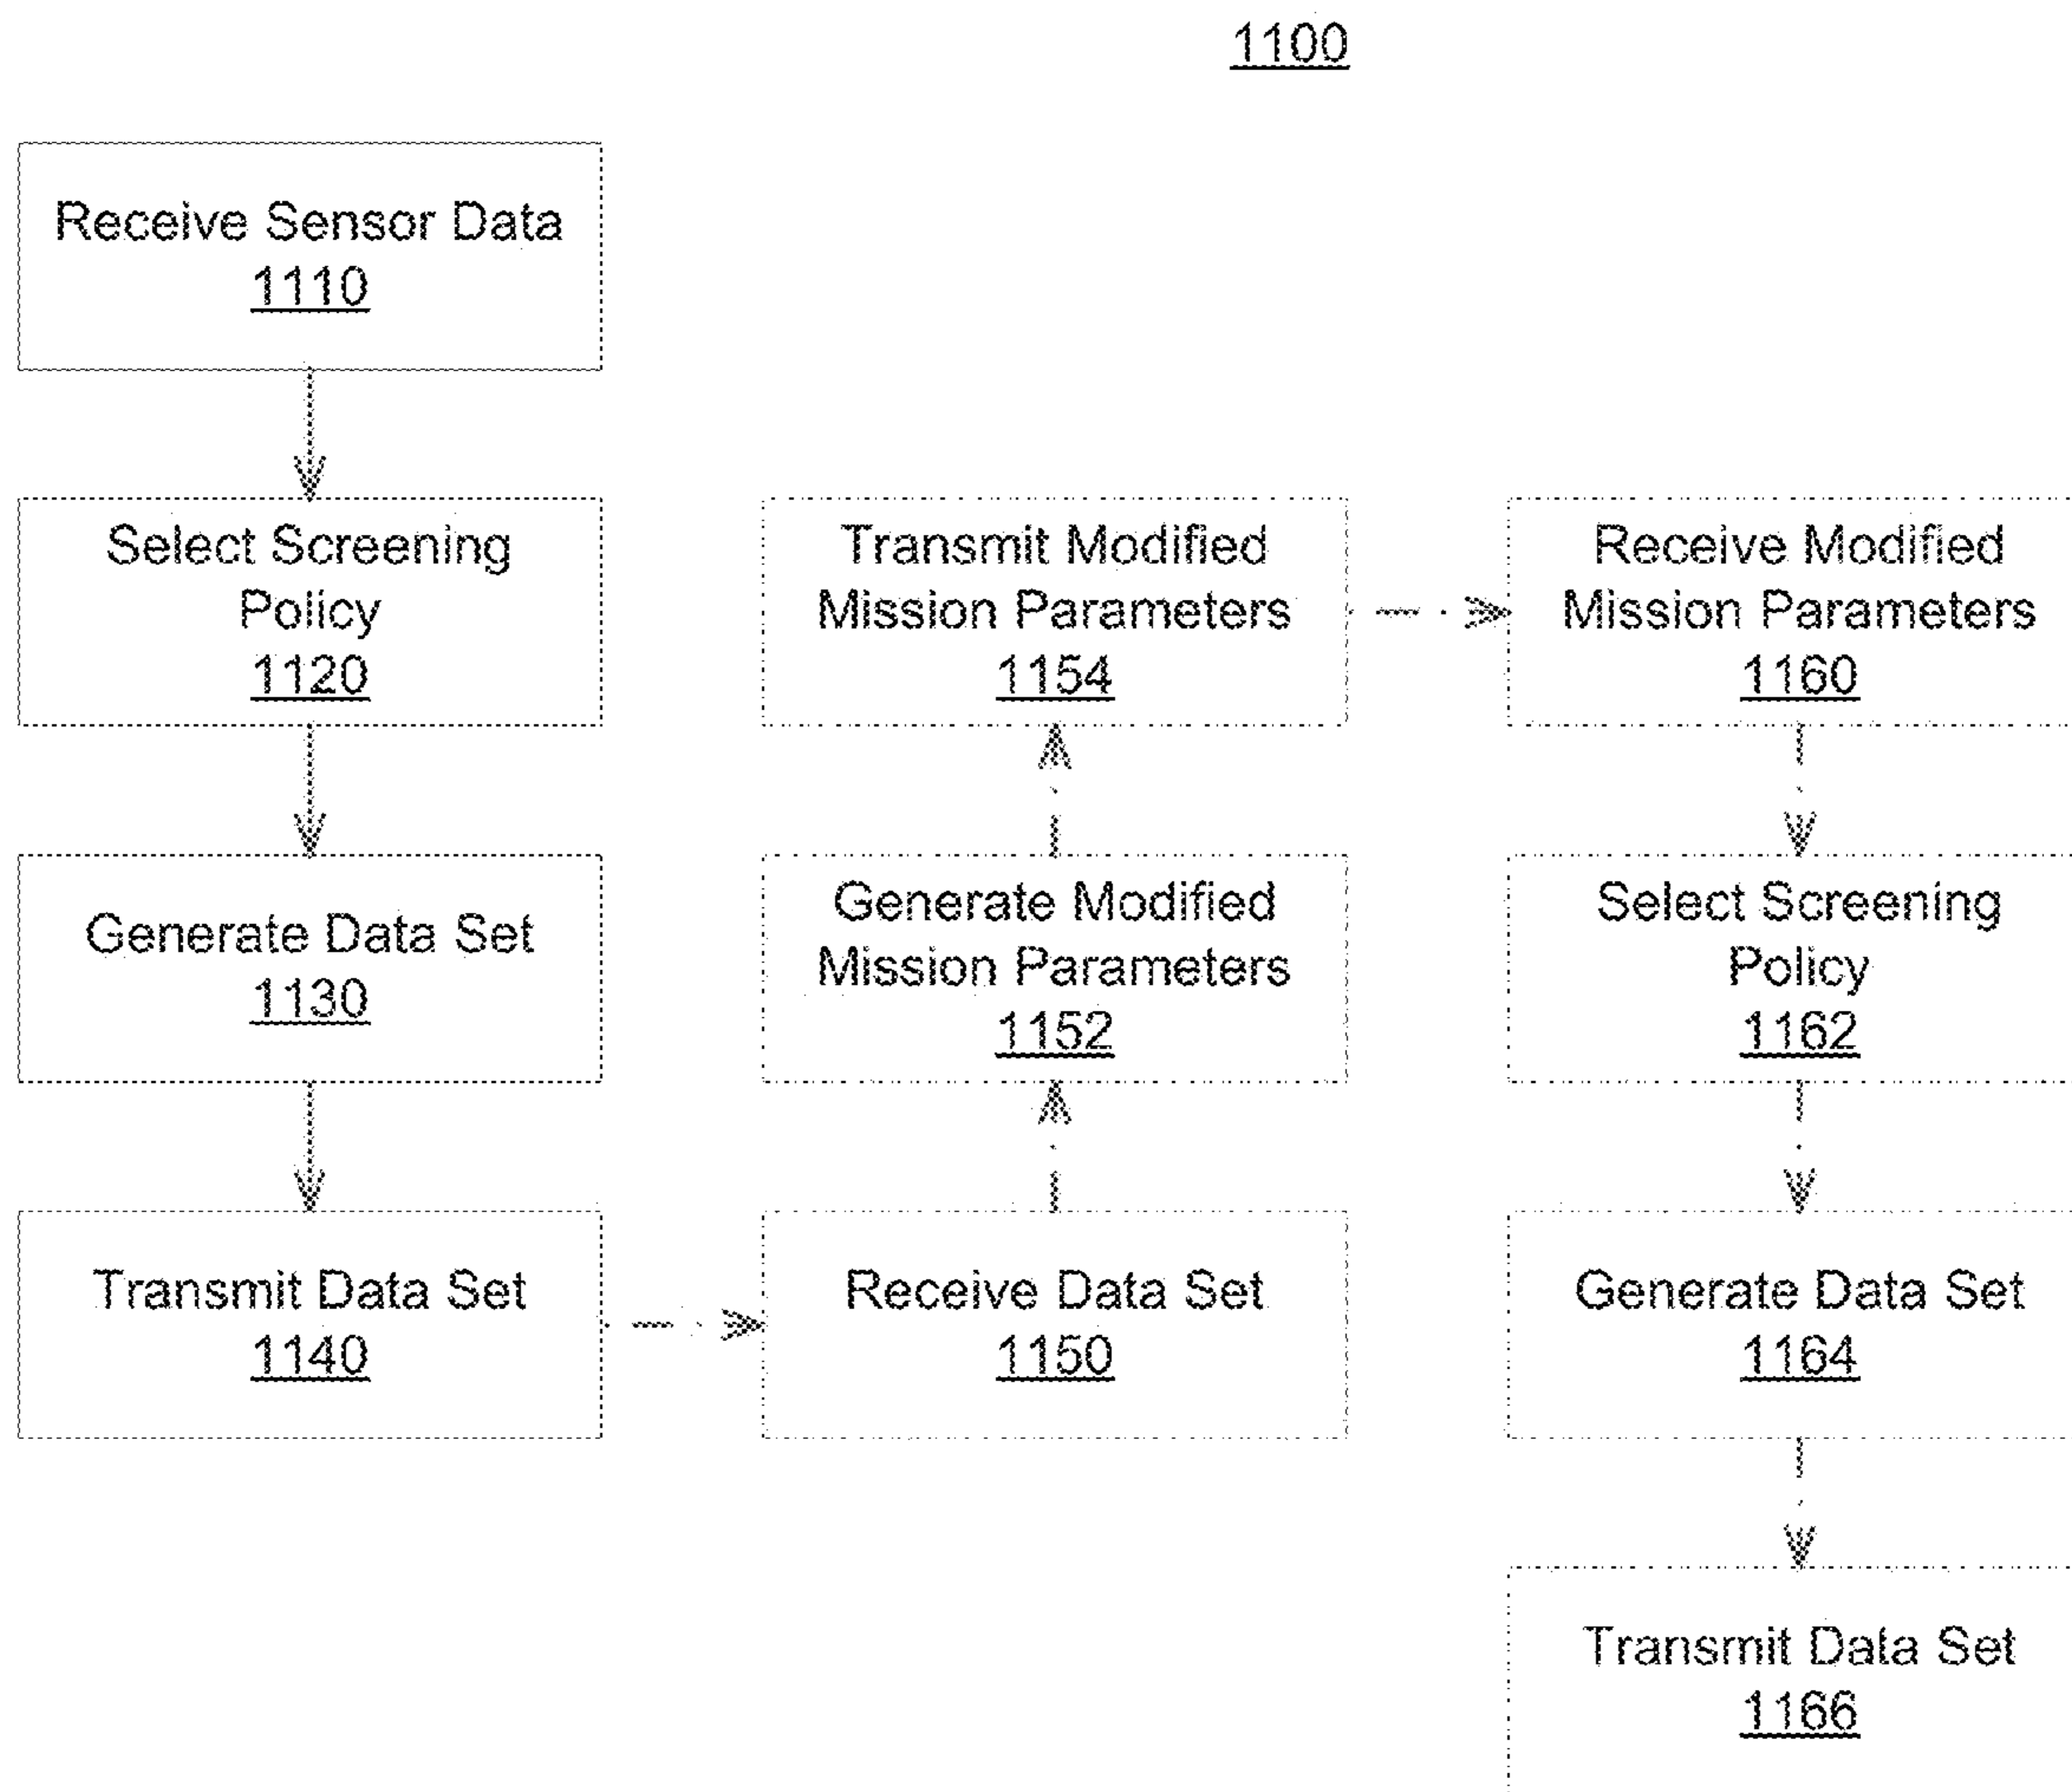 1100
Receive Sensor Data
1110
Select Screening
Policy
1120
Generate Data Set
1130
Transmit Data Set
1140
Receive Data Set
1150
Generate Modified
Mission Parameters
1152
Transmit Modified
Mission Parameters
1154
Receive Modified
Mission Parameters
1160
Select Screening
Policy
1162
Generate Data Set
1164
Transmit Data Set
1166